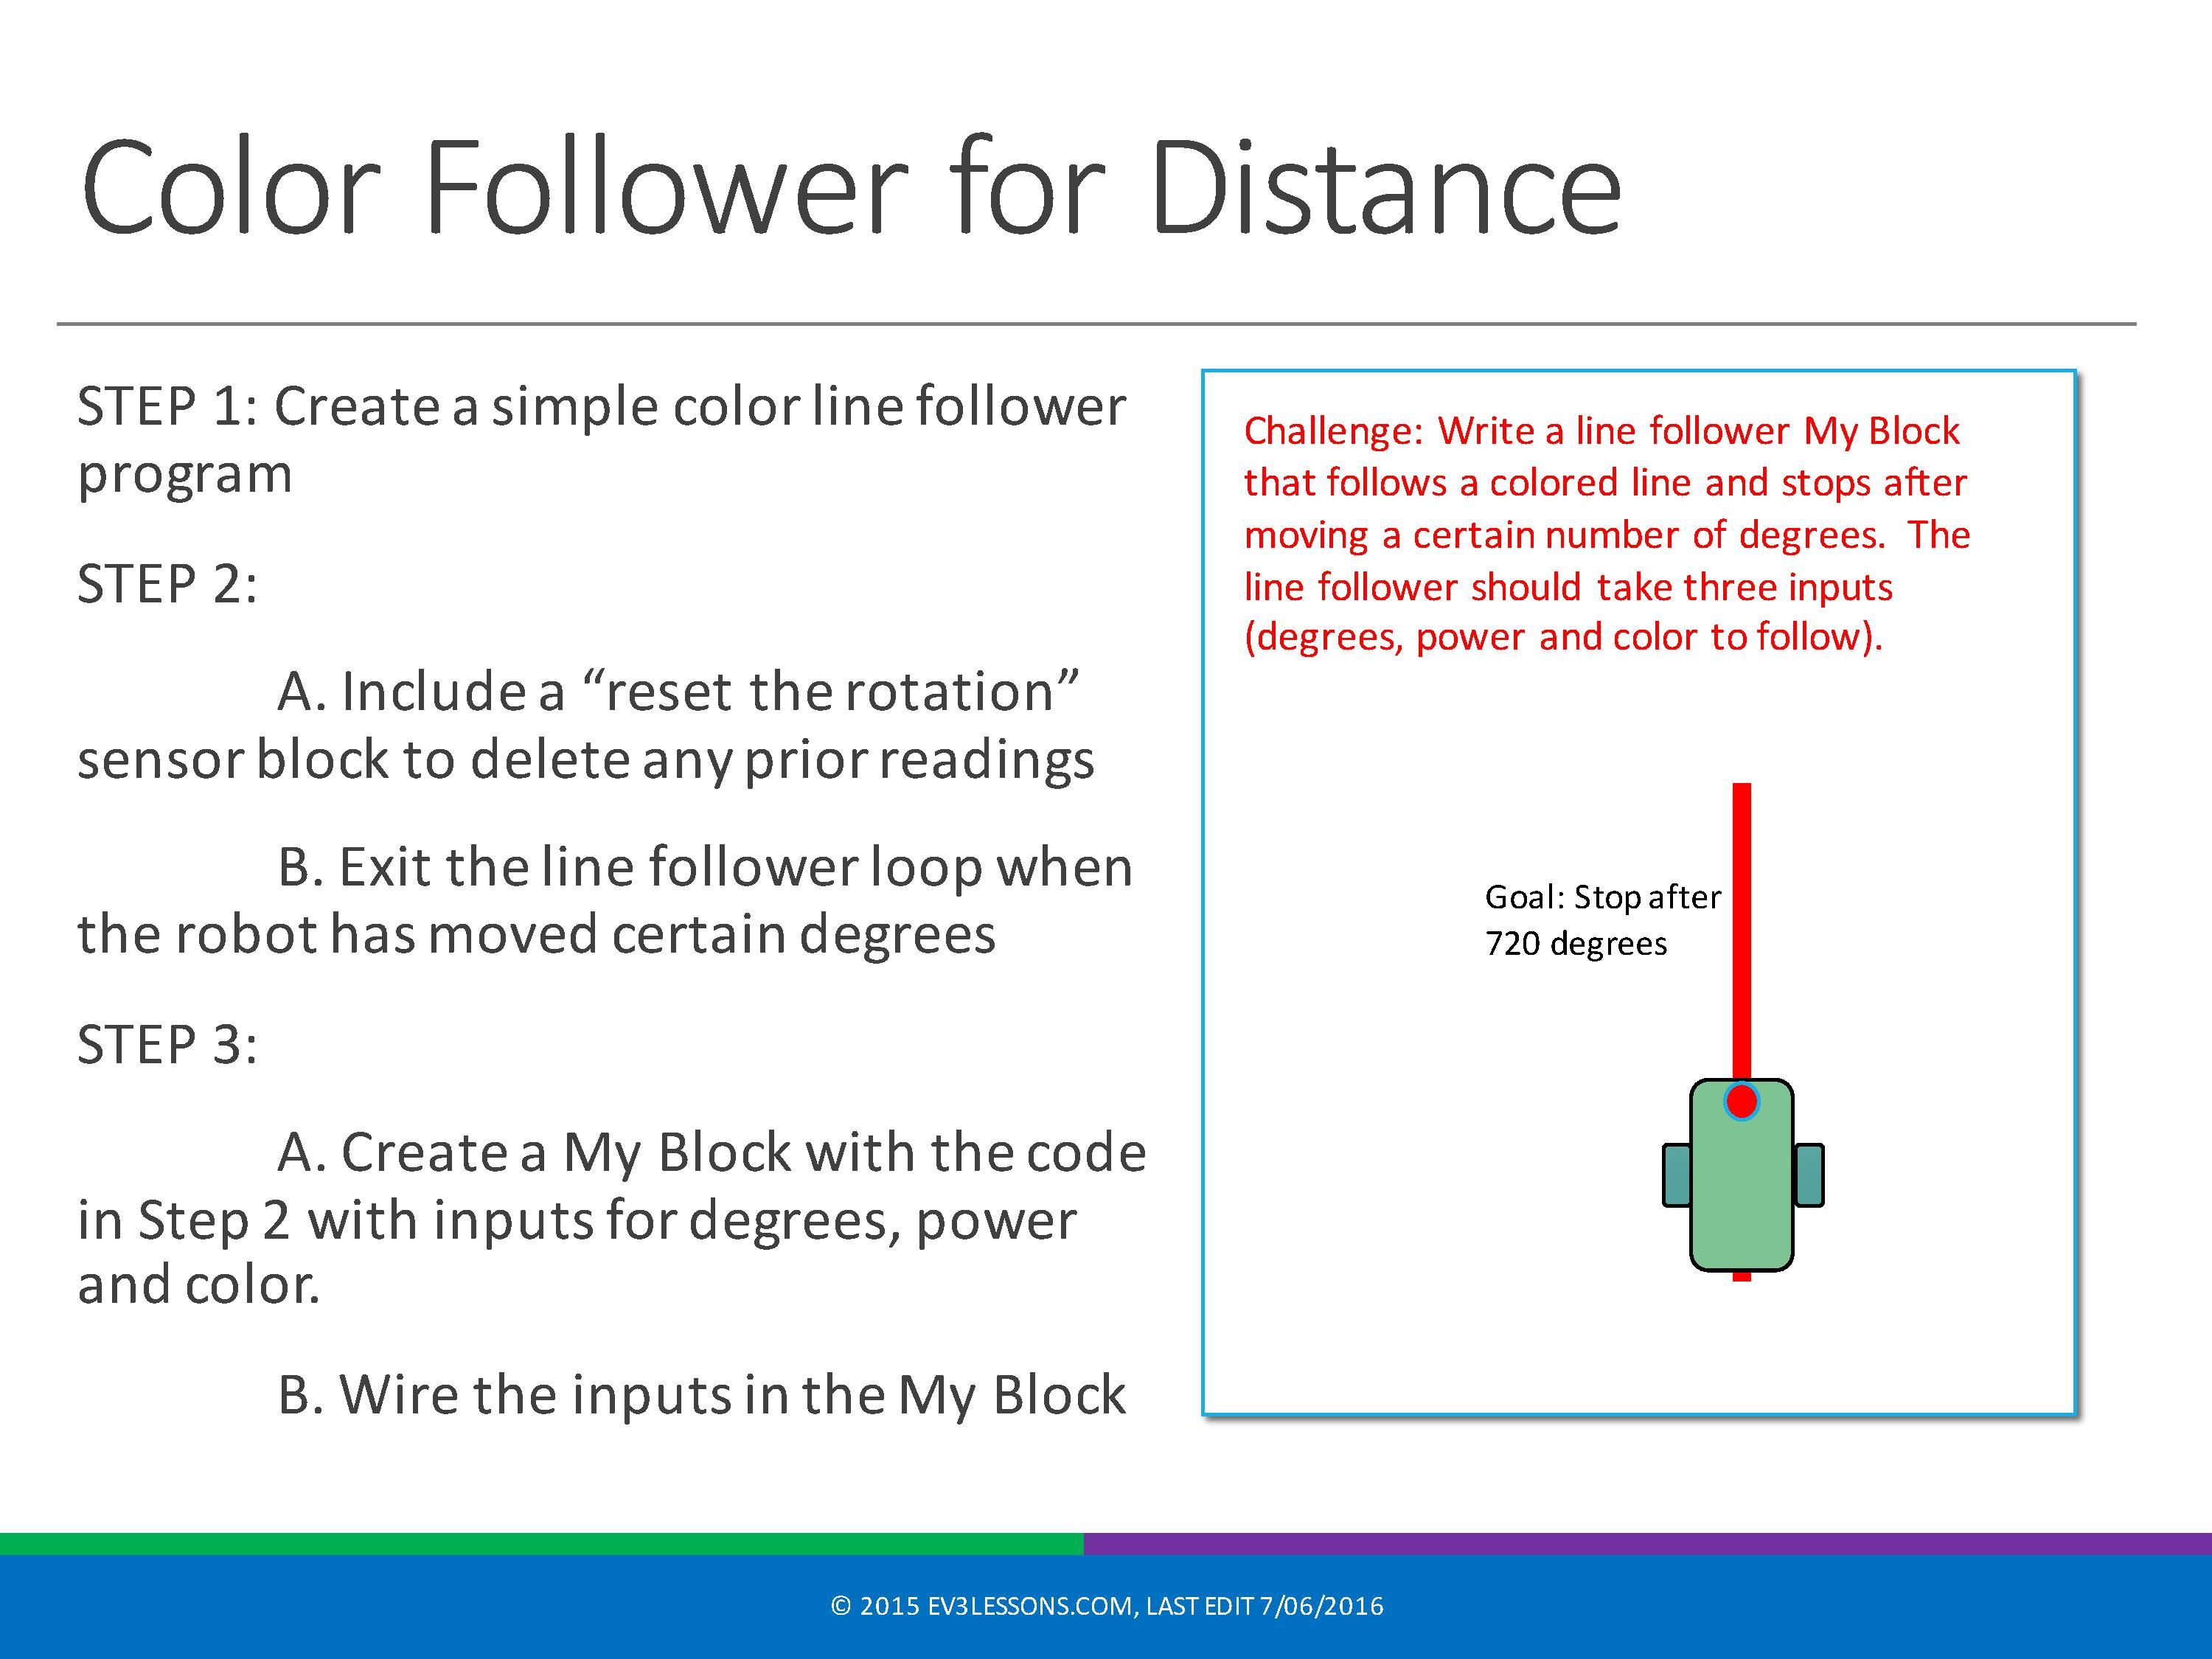 Color Follower for Distance
STEP 1: Create a simple color line follower
program
STEP 2:
A. Include a “reset the rotation”
sensor block to delete any prior readings
B. Exit the line follower loop when
the robot has moved certain degrees
STEP 3:
A. Create a My Block with the code
in Step 2 with inputs for degrees, power
and color.
B. Wire the inputs in the My Block
Challenge: Write a line follower My Block
that follows a colored line and stops after
moving a certain number of degrees. The
line follower should take three inputs
(degrees, power and color to follow).
Goal: Stop after
720 degrees
© 2015 EV3LESSONS.COM, LAST EDIT 7/06/2016